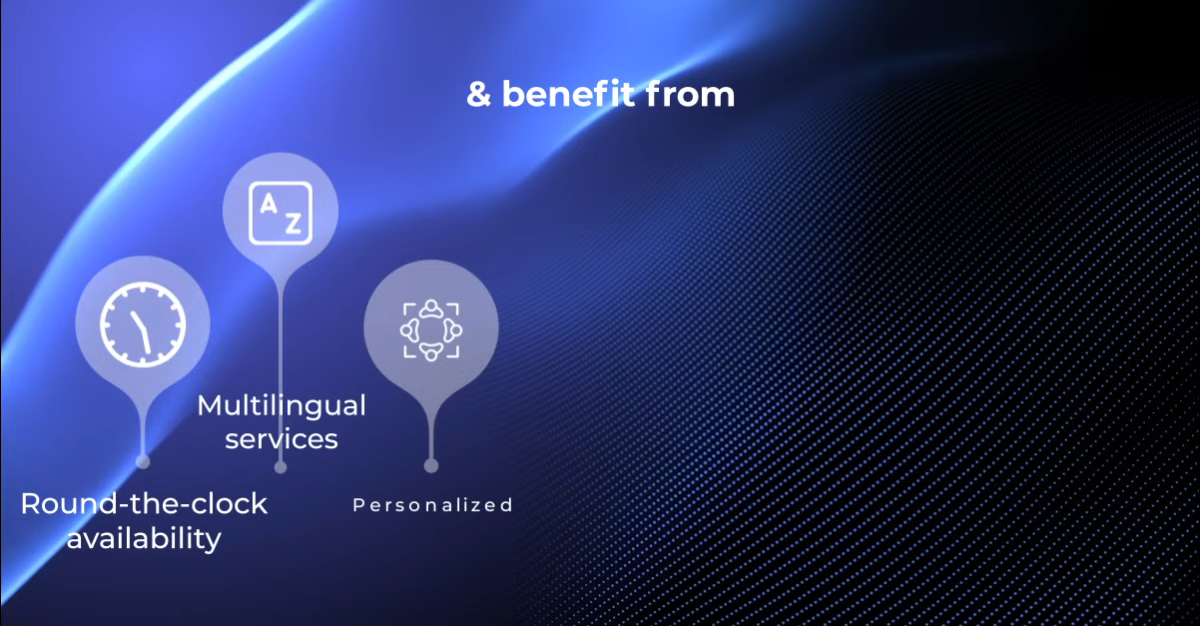 & benefit from
A
Z
Multilingual
services
Round-the-clock
availability
Personalized